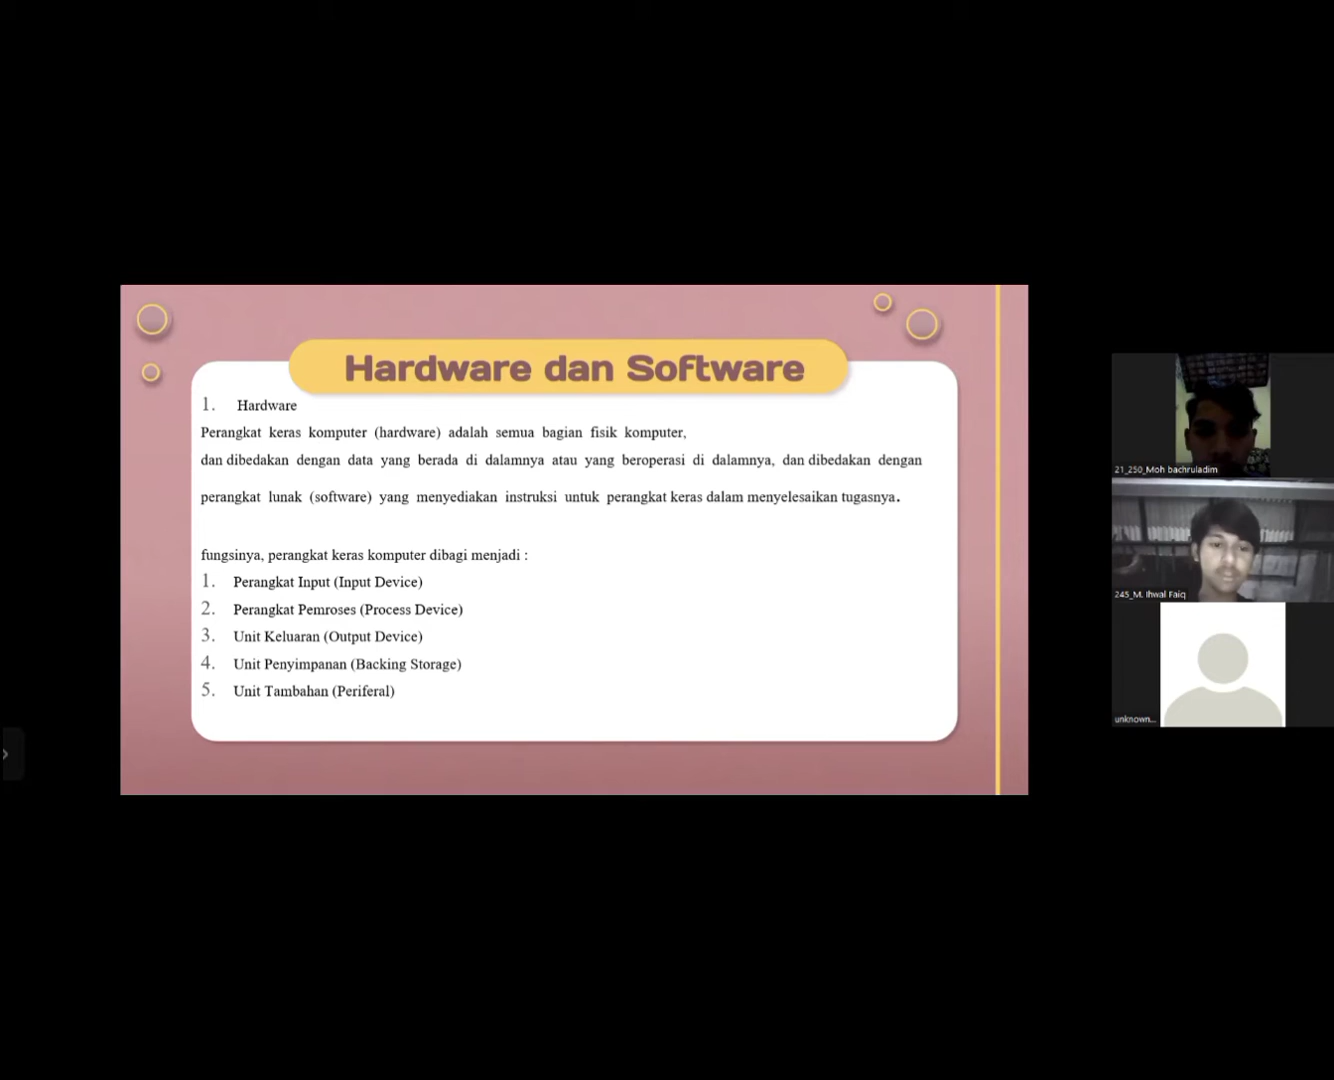 Hardware dan Software
1. Hardware
Perangkat keras komputer (hardware) adalah semua bagian fisik komputer,
dan dibedakan dengan data yang berada di dalamnya atau yang beroperasi di dalamnya, dan dibedakan dengan
perangkat lunak (software) yang menyediakan instruksi untuk perangkat keras dalam menyelesaikan tugasnya.
fungsinya, perangkat keras komputer dibagi menjadi :
1. Perangkat Input (Input Device)
2. Perangkat Pemroses (Process Device)
3. Unit Keluaran (Output Device)
4. Unit Penyimpanan (Backing Storage)
5. Unit Tambahan (Periferal)
21_250_Moh bachruladim
245_M. Ihwal Faiq
unknown...